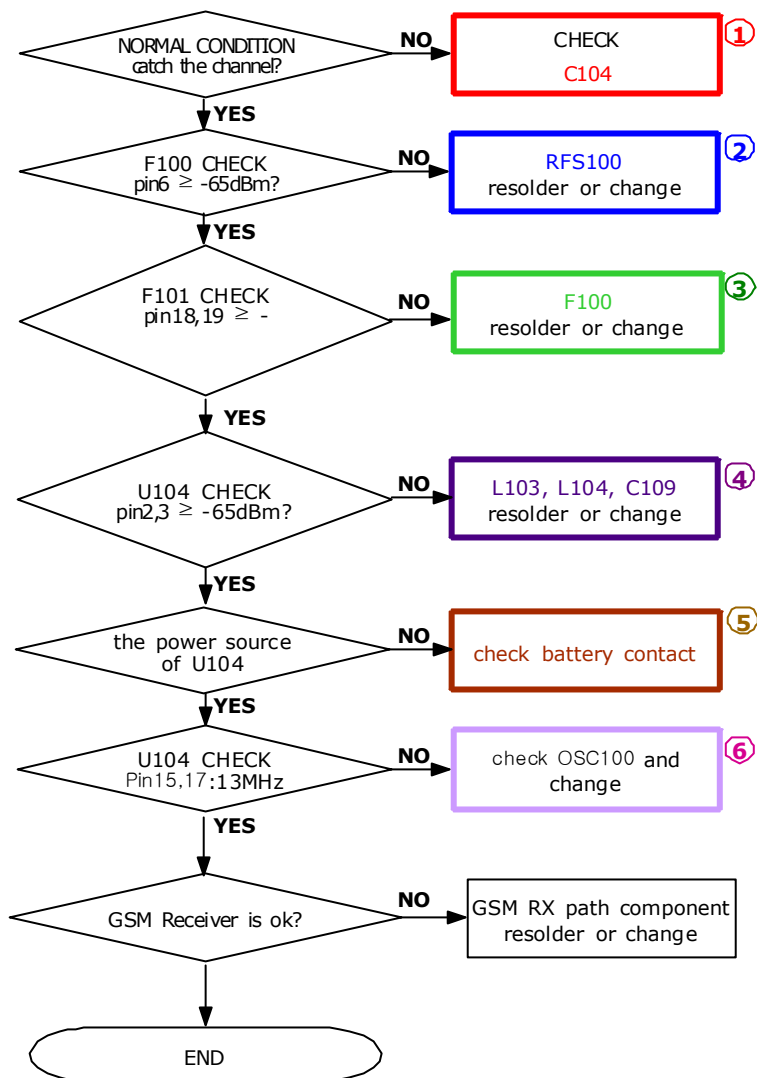 NORMAL CONDITION
catch the channel?
NO
CHECK
C104
1
YES
F100 CHECK
pin6 ≥ -65dBm?
NO
RFS100
resolder or change
2
YES
F101 CHECK
pin18,19 ≥ -
NO
F100
resolder or change
3
YES
U104 CHECK
pin2,3 ≥ -65dBm?
NO
L103, L104, C109
resolder or change
4
YES
the power source
of U104
NO
check battery contact
5
YES
U104 CHECK
Pin15,17:13MHz
NO
check OSC100 and
change
6
YES
GSM Receiver is ok?
NO
GSM RX path component
resolder or change
END